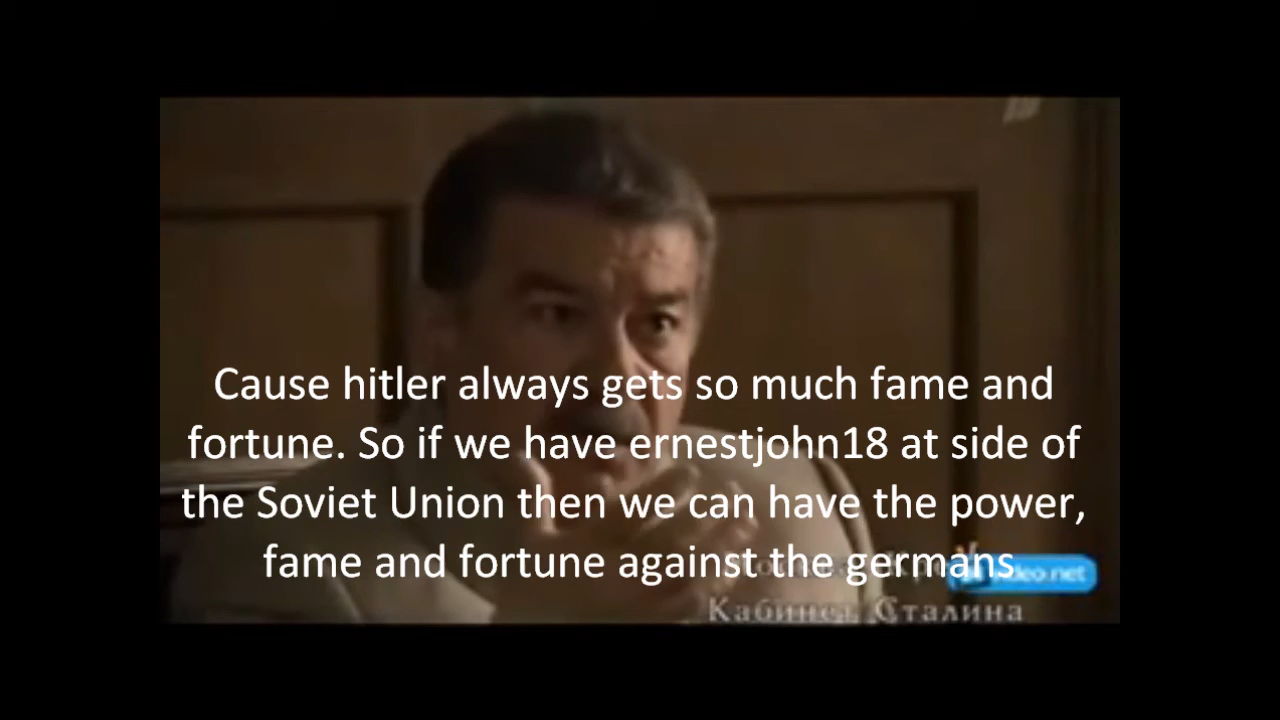 Cause hitler always gets so much fame and
fortune. So if we have ernestjohn18 at side of
the Soviet Union then we can have the power,
fame and fortune against the germans
Кабинет Сталина